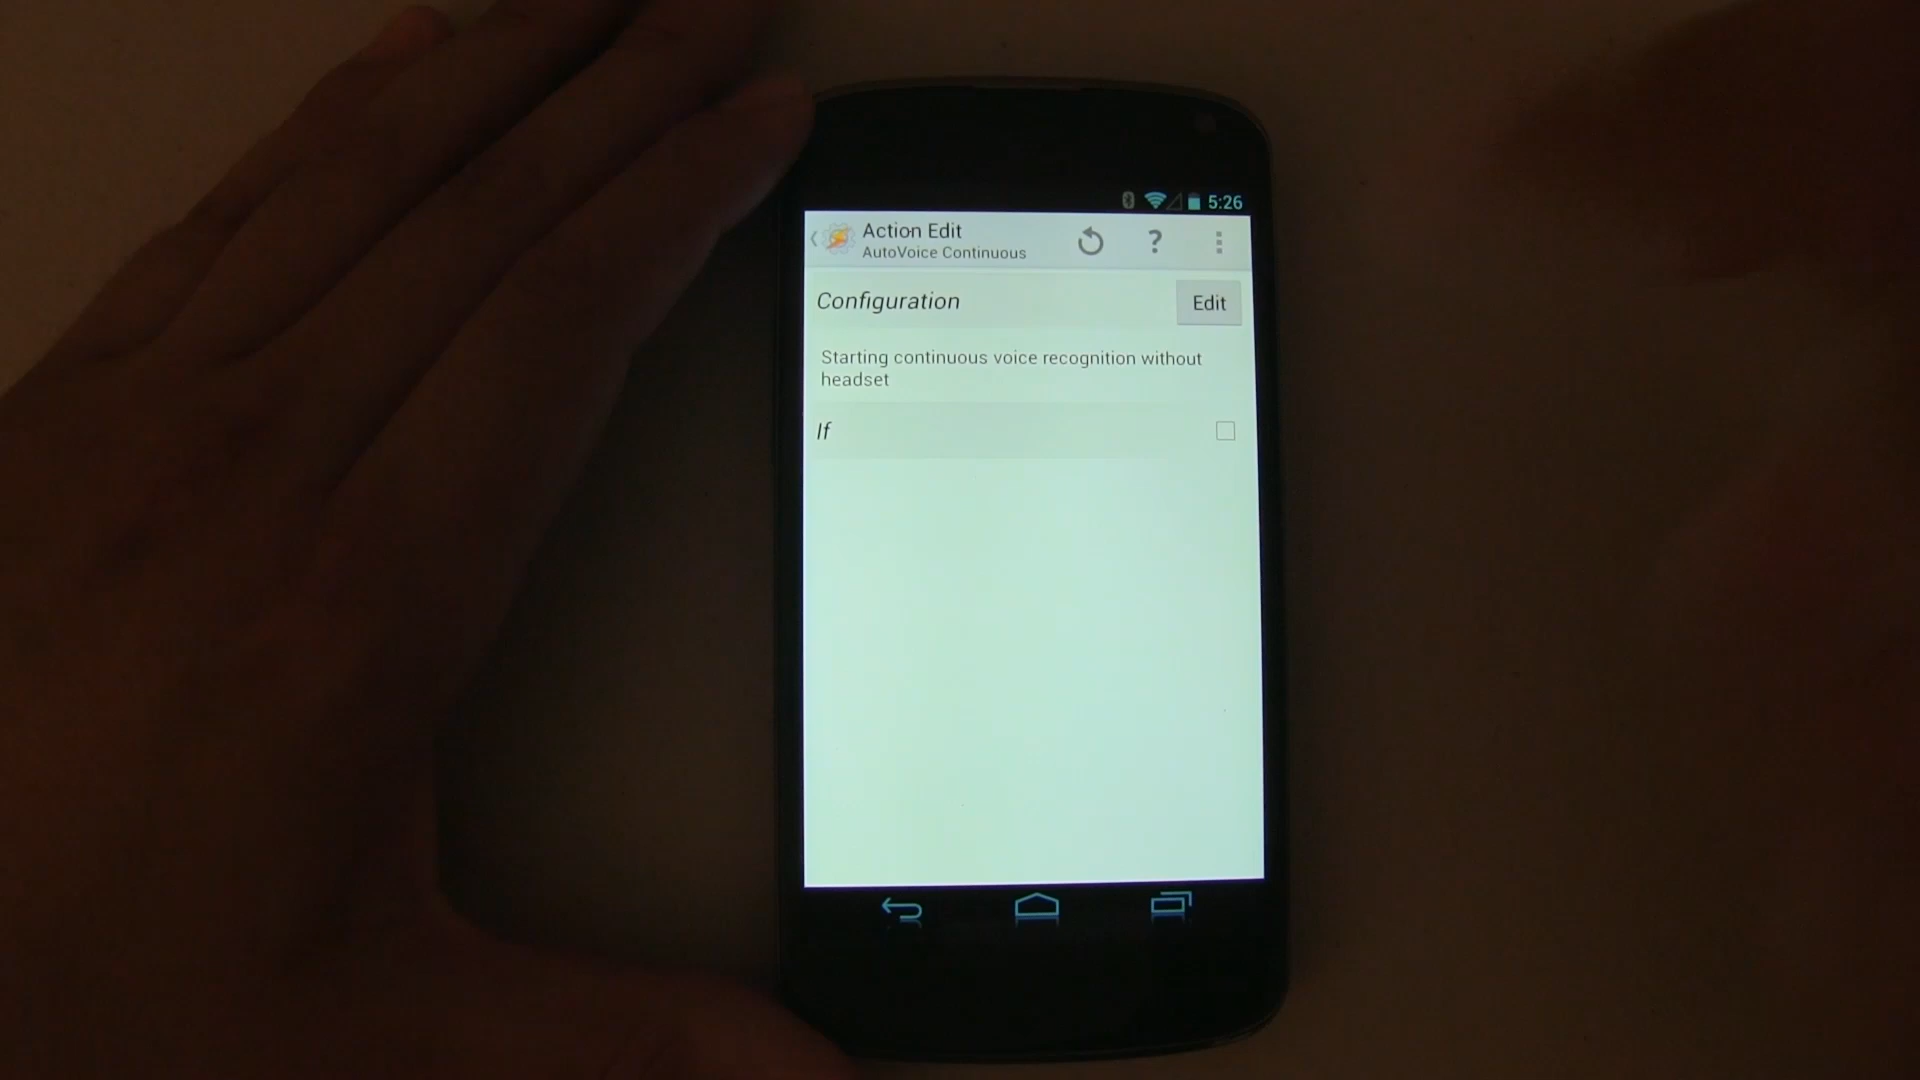 5:26
Action Edit
AutoVoice Continuous
?
Configuration
Edit
Starting continuous voice recognition without
headset
If